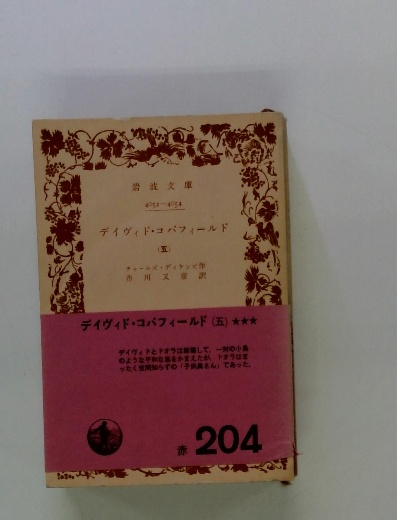 岩波文庫
4052—4054
デイヴィド・コパフィールド
(五)
チャールズ・ディケンズ作
市川又彦訳
デイヴィド・コパフィールド (五) ★★★
デイヴィドとドオラは結婚して、一対の小鳥
のような平和な巣をかまえたが、ドオラはま
ったく世間知らずの「子供奥さん」であった。
赤 204